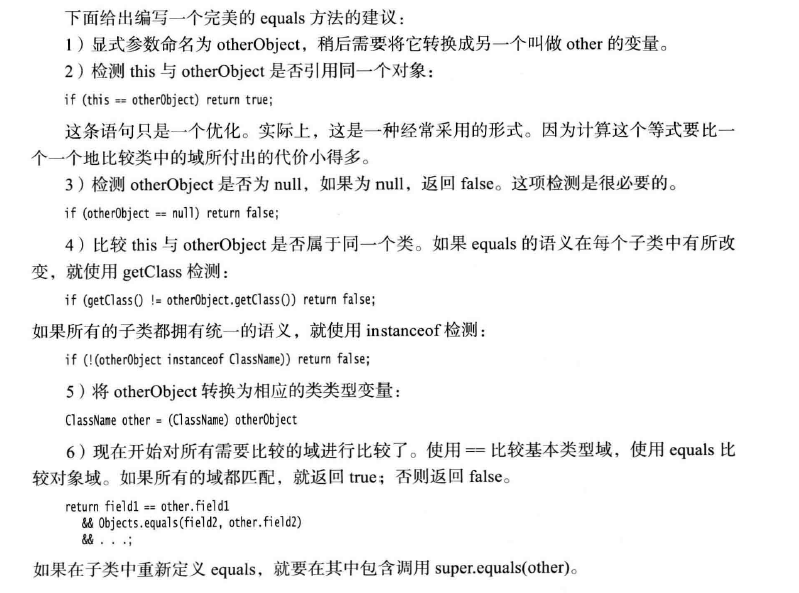 下面给出编写一个完美的 equals 方法的建议：
1）显式参数命名为 otherObject，稍后需要将它转换成另一个叫做 other 的变量。
2）检测 this 与 otherObject 是否引用同一个对象：
if (this == otherObject) return true;
这条语句只是一个优化。实际上，这是一种经常采用的形式。因为计算这个等式要比一
个一个地比较类中的域所付出的代价小得多。
3）检测 otherObject 是否为 null，如果为 null，返回 false。这项检测是很必要的。
if (otherObject == null) return false;
4）比较 this 与 otherObject 是否属于同一个类。如果 equals 的语义在每个子类中有所改
变，就使用 getClass 检测：
if (getClass() != otherObject.getClass()) return false;
如果所有的子类都拥有统一的语义，就使用 instanceof 检测：
if (!(otherObject instanceof ClassName)) return false;
5）将 otherObject 转换为相应的类类型变量：
ClassName other = (ClassName) otherObject
6）现在开始对所有需要比较的域进行比较了。使用 == 比较基本类型域，使用 equals 比
较对象域。如果所有的域都匹配，就返回 true；否则返回 false。
return field1 == other.field1
&& Objects.equals(field2, other.field2)
&& . . .;
如果在子类中重新定义 equals，就要在其中包含调用 super.equals(other)。